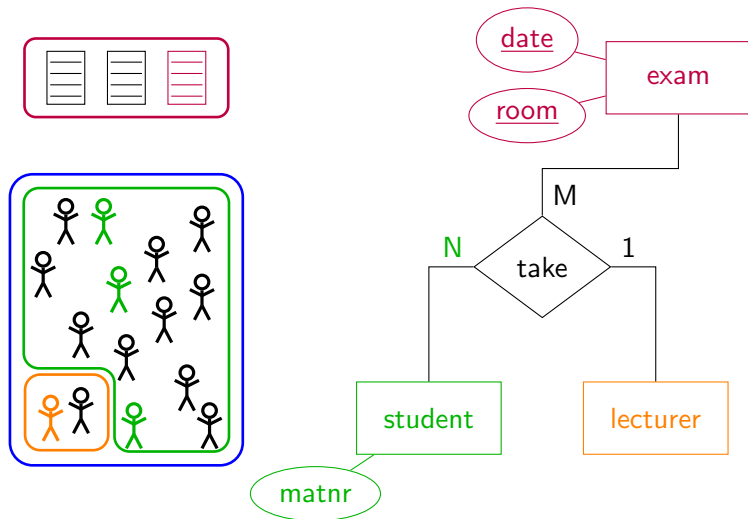 date
exam
room
M
N
take
1
student
lecturer
matnr